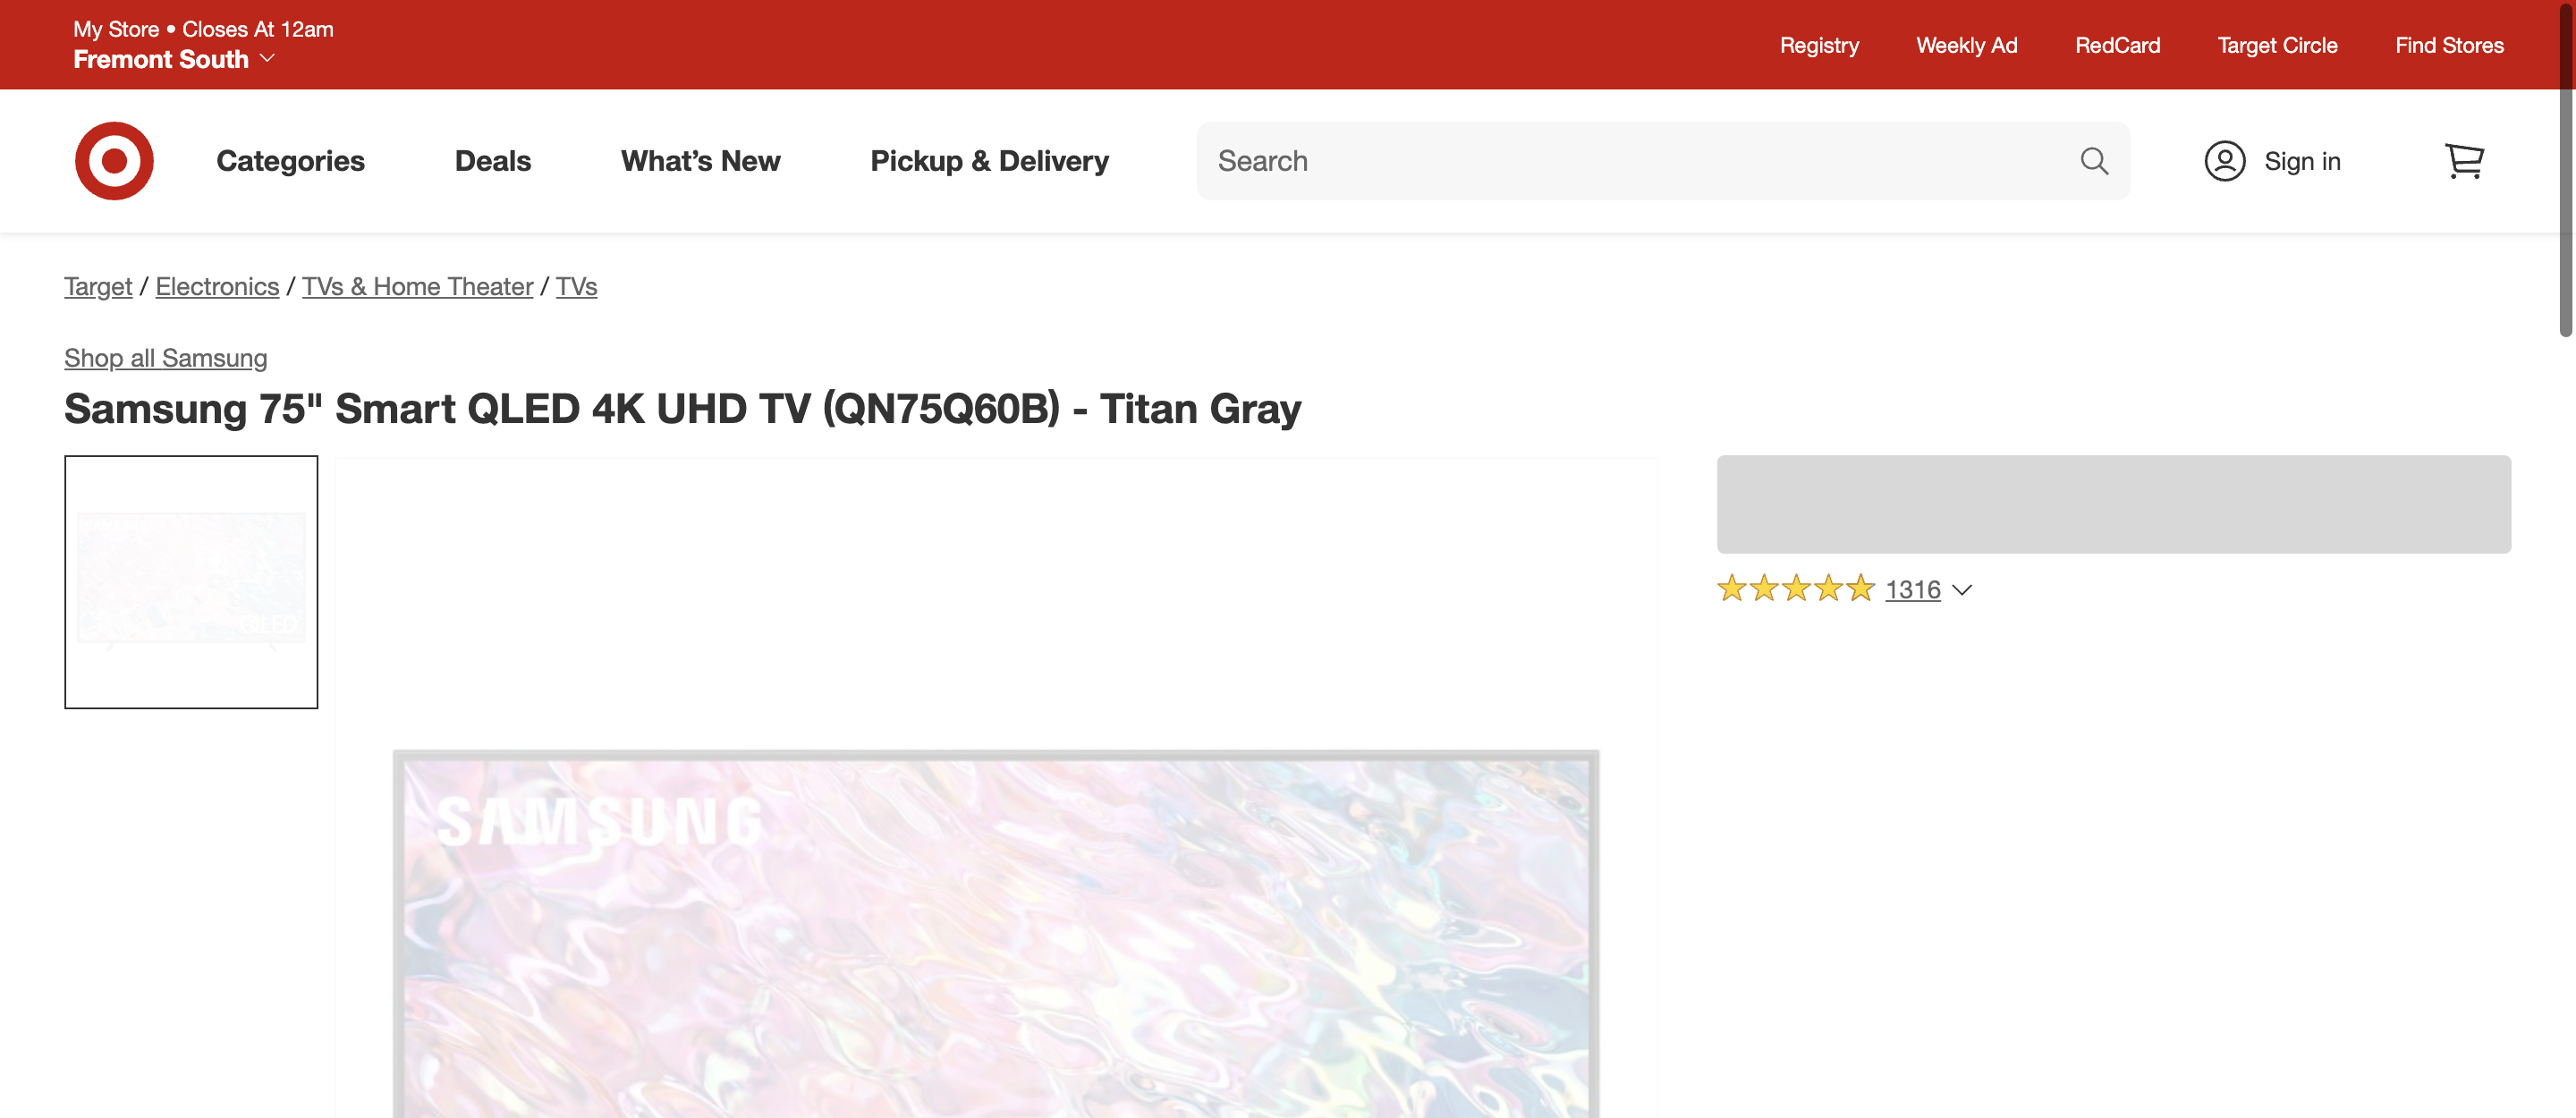 My Store • Closes At 12am
Fremont South
Registry
Weekly Ad
RedCard
Target Circle
Find Stores
Categories
Deals
What's New
Pickup & Delivery
Search
Sign in
Target / Electronics / TVs & Home Theater / TVs
Shop all Samsung
Samsung 75" Smart QLED 4K UHD TV (QN75Q60B) - Titan Gray
QLED
1316
SAMSUNG